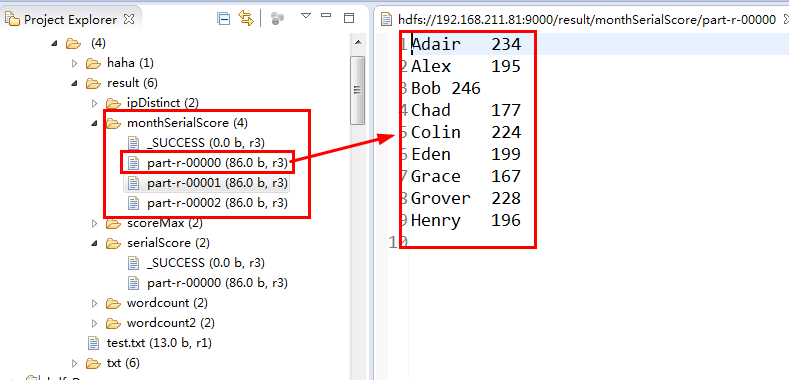 Project Explorer
(4)
haha (1)
result (6)
ipDistinct (2)
monthSerialScore (4)
_SUCCESS (0.0 b, r3)
part-r-00000 (86.0 b, r3)
part-r-00001 (86.0 b, r3)
part-r-00002 (86.0 b, r3)
scoreMax (2)
serialScore (2)
_SUCCESS (0.0 b, r3)
part-r-00000 (86.0 b, r3)
wordcount (2)
wordcount2 (2)
test.txt (13.0 b, r1)
txt (6)
hdfs://192.168.211.81:9000/result/monthSerialScore/part-r-00000
1 Adair 234
2 Alex 195
3 Bob 246
4 Chad 177
5 Colin 224
6 Eden 199
7 Grace 167
8 Grover 228
9 Henry 196
10